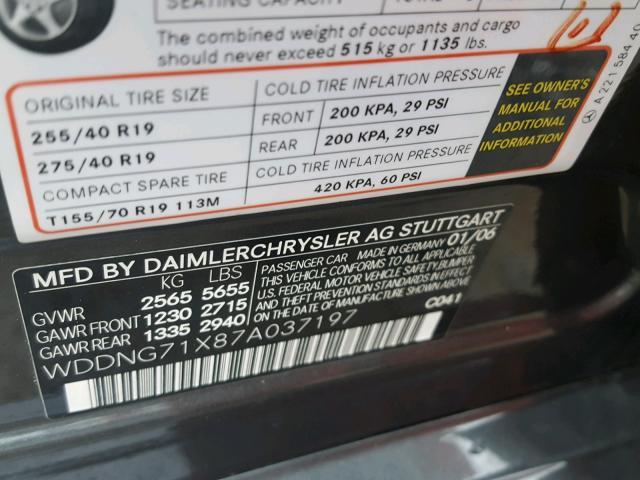 SEATING CAPACITY
The combined weight of occupants and cargo
should never exceed 515 kg or 1135 lbs.
ORIGINAL TIRE SIZE
255/40 R19
275/40 R19
COMPACT SPARE TIRE
T155/70 R19 113M
COLD TIRE INFLATION PRESSURE
FRONT 200 KPA, 29 PSI
REAR 200 KPA, 29 PSI
COLD TIRE INFLATION PRESSURE
420 KPA, 60 PSI
SEE OWNER'S
MANUAL FOR
ADDITIONAL
INFORMATION
A 221 584 40
MFD BY DAIMLERCHRYSLER AG STUTTGART
KG LBS
GVWR 2565 5655
GAWR FRONT 1230 2715
GAWR REAR 1335 2940
PASSENGER CAR MADE IN GERMANY 01/06
THIS VEHICLE CONFORMS TO ALL APPLICABLE
U.S. FEDERAL MOTOR VEHICLE SAFETY, BUMPER
AND THEFT PREVENTION STANDARDS IN EFFECT
ON THE DATE OF MANUFACTURE SHOWN ABOVE
C041
WDDNG71X87A037197